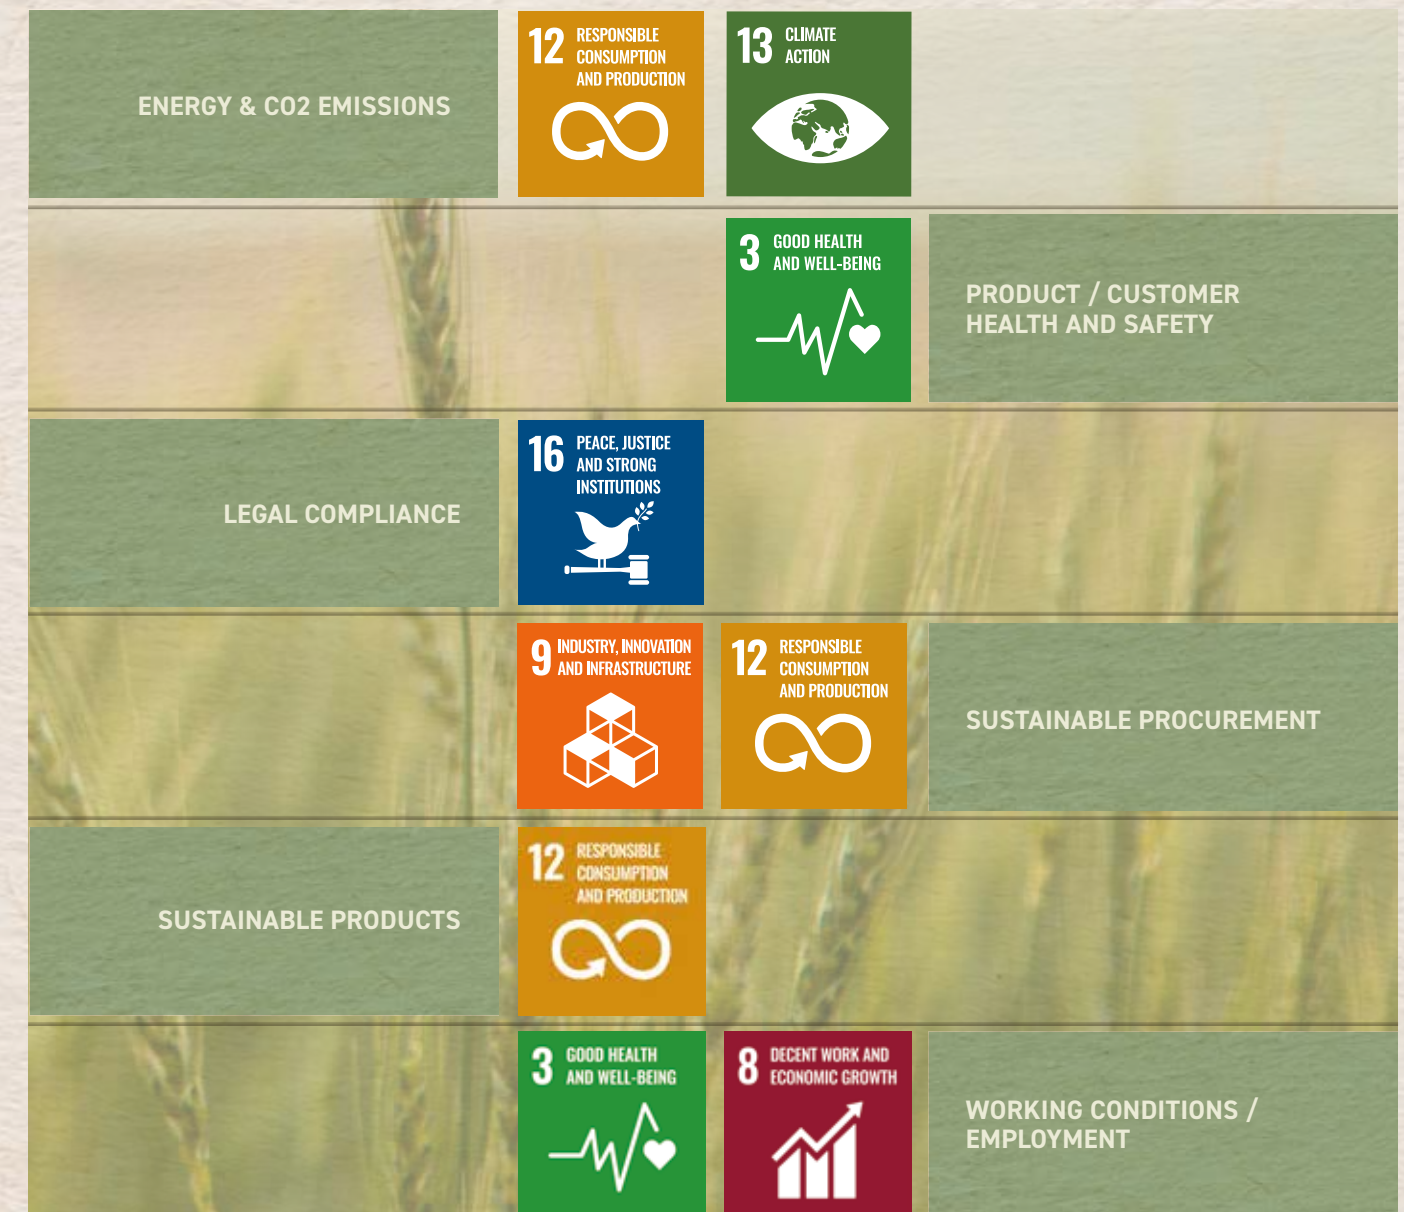 ENERGY & CO2 EMISSIONS
12 RESPONSIBLE
CONSUMPTION
AND PRODUCTION
13 CLIMATE
ACTION
3 GOOD HEALTH
AND WELL-BEING
PRODUCT / CUSTOMER
HEALTH AND SAFETY
LEGAL COMPLIANCE
16 PEACE, JUSTICE
AND STRONG
INSTITUTIONS
9 INDUSTRY, INNOVATION
AND INFRASTRUCTURE
12 RESPONSIBLE
CONSUMPTION
AND PRODUCTION
SUSTAINABLE PROCUREMENT
SUSTAINABLE PRODUCTS
12 RESPONSIBLE
CONSUMPTION
AND PRODUCTION
3 GOOD HEALTH
AND WELL-BEING
8 DECENT WORK AND
ECONOMIC GROWTH
WORKING CONDITIONS /
EMPLOYMENT